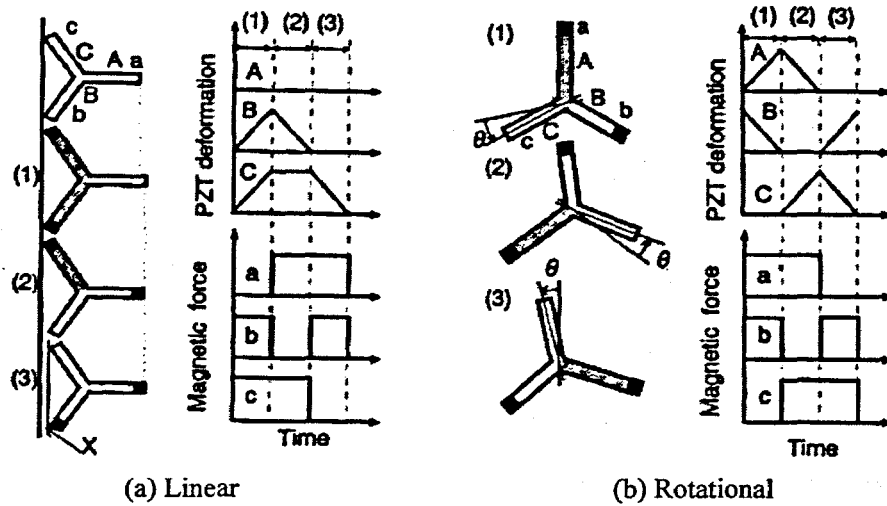 c
C
A a
B
b
(1)
(2)
(3)
X
(1) (2) (3)
PZT deformation
A
B
C
Magnetic force
a
b
c
Time
(a) Linear
(1)
a
A
B
b
C
c
θ
(2)
θ
(3)
θ
(1) (2) (3)
PZT deformation
A
B
C
Magnetic force
a
b
c
Time
(b) Rotational